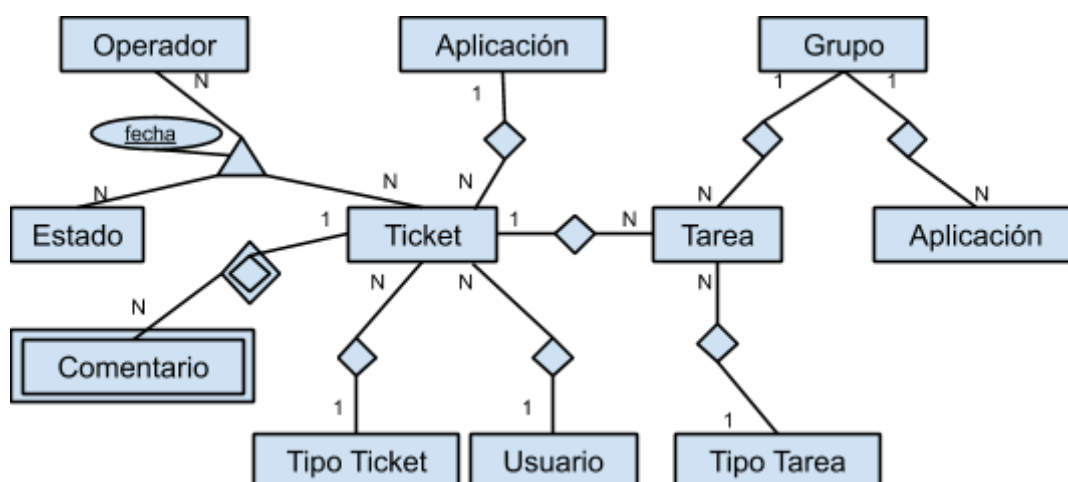 Operador
Aplicación
Grupo
N
1
1
1
fecha
N
N
N
N
1
1
N
N
Estado
Ticket
Tarea
Aplicación
N
N
N
N
Comentario
1
1
1
Tipo Ticket
Usuario
Tipo Tarea